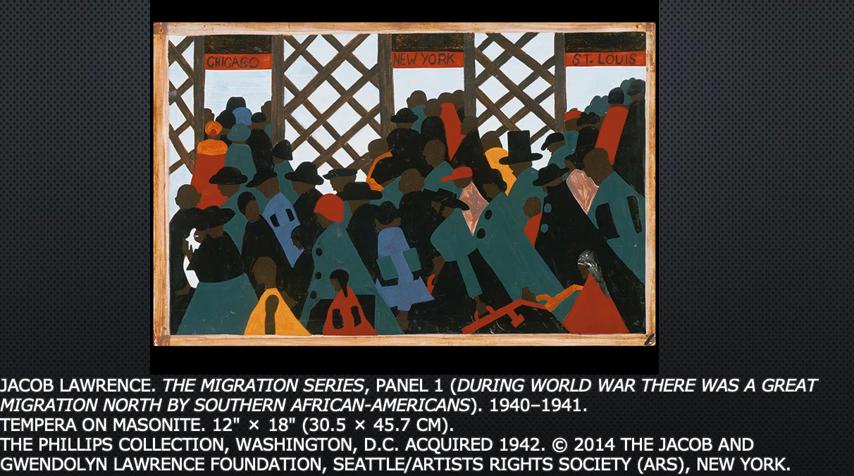 CHICAGO
NEW YORK
ST. LOUIS
JACOB LAWRENCE. THE MIGRATION SERIES, PANEL 1 (DURING WORLD WAR THERE WAS A GREAT
MIGRATION NORTH BY SOUTHERN AFRICAN-AMERICANS). 1940–1941.
TEMPERA ON MASONITE. 12" × 18" (30.5 × 45.7 CM).
THE PHILLIPS COLLECTION, WASHINGTON, D.C. ACQUIRED 1942. © 2014 THE JACOB AND
GWENDOLYN LAWRENCE FOUNDATION, SEATTLE/ARTISTS RIGHTS SOCIETY (ARS), NEW YORK.